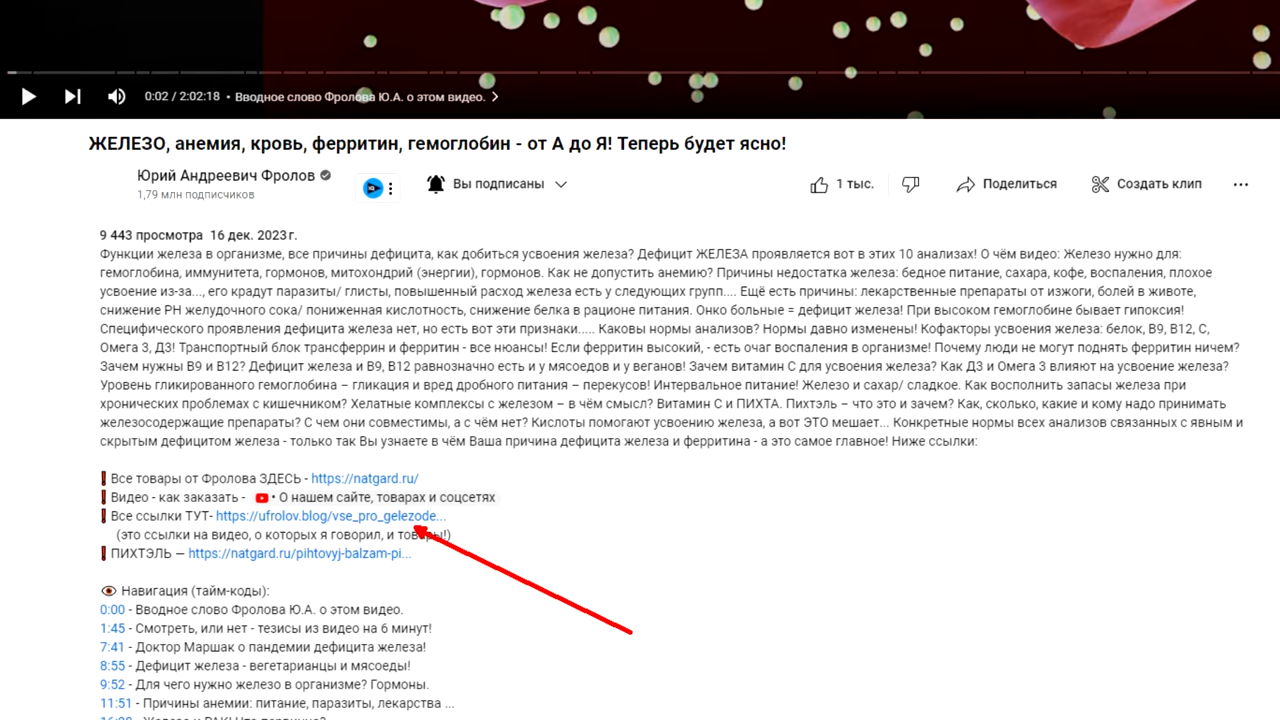 0:02 / 2:02:18 • Вводное слово Фролова Ю.А. о этом видео.
ЖЕЛЕЗО, анемия, кровь, ферритин, гемоглобин - от А до Я! Теперь будет ясно!
Юрий Андреевич Фролов
1,79 млн подписчиков
Вы подписаны
1 тыс.
Поделиться
Создать клип
9 443 просмотра 16 дек. 2023 г.
Функции железа в организме, все причины дефицита, как добиться усвоения железа? Дефицит ЖЕЛЕЗА проявляется вот в этих 10 анализах! О чём видео: Железо нужно для:
гемоглобина, иммунитета, гормонов, митохондрий (энергии), гормонов. Как не допустить анемию? Причины недостатка железа: бедное питание, сахара, кофе, воспаления, плохое
усвоение из-за..., его крадут паразиты/ глисты, повышенный расход железа есть у следующих групп.... Ещё есть причины: лекарственные препараты от изжоги, болей в животе,
снижение PH желудочного сока/ пониженная кислотность, снижение белка в рационе питания. Онко больные = дефицит железа! При высоком гемоглобине бывает гипоксия!
Специфического проявления дефицита железа нет, но есть вот эти признаки..... Каковы нормы анализов? Нормы давно изменены! Кофакторы усвоения железа: белок, В9, В12, С,
Омега 3, Д3! Транспортный блок трансферрин и ферритин - все нюансы! Если ферритин высокий, - есть очаг воспаления в организме! Почему люди не могут поднять ферритин ничем?
Зачем нужны В9 и В12? Дефицит железа и В9, В12 равнозначно есть и у мясоедов и у веганов! Зачем витамин С для усвоения железа? Как Д3 и Омега 3 влияют на усвоение железа?
Уровень гликированного гемоглобина – гликация и вред дробного питания – перекусов! Интервальное питание! Железо и сахар/ сладкое. Как восполнить запасы железа при
хронических проблемах с кишечником? Хелатные комплексы с железом – в чём смысл? Витамин С и ПИХТА. Пихтэль – что это и зачем? Как, сколько, какие и кому надо принимать
железосодержащие препараты? С чем они совместимы, а с чём нет? Кислоты помогают усвоению железа, а вот ЭТО мешает... Конкретные нормы всех анализов связанных с явным и
скрытым дефицитом железа - только так Вы узнаете в чём Ваша причина дефицита железа и ферритина - а это самое главное! Ниже ссылки:
❗Все товары от Фролова ЗДЕСЬ - https://natgard.ru/
❗Видео - как заказать - • О нашем сайте, товарах и соцсетях
❗Все ссылки ТУТ- https://ufrolov.blog/vse_pro_gelezode...
(это ссылки на видео, о которых я говорил, и товары!)
❗ПИХТЭЛЬ — https://natgard.ru/pihtovyj-balzam-pi...
Навигация (тайм-коды):
0:00 - Вводное слово Фролова Ю.А. о этом видео.
1:45 - Смотреть, или нет - тезисы из видео на 6 минут!
7:41 - Доктор Маршак о пандемии дефицита железа!
8:55 - Дефицит железа - вегетарианцы и мясоеды!
9:52 - Для чего нужно железо в организме? Гормоны.
11:51 - Причины анемии: питание, паразиты, лекарства ...